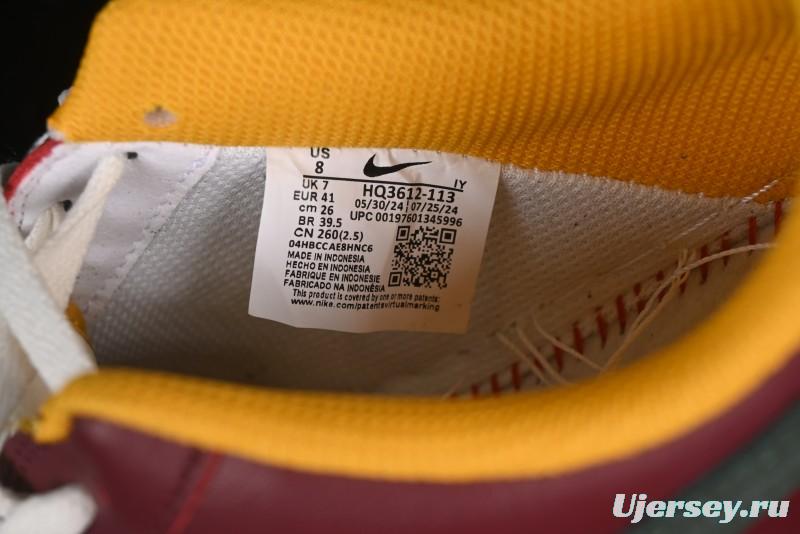 US
8
UK 7
EUR 41
cm 26
BR 39.5
CN 260(2.5)
IY
HQ3612-113
05/30/24 07/25/24
UPC 00197601345996
04HBCCAE8HNC6
MADE IN INDONESIA
HECHO EN INDONESIA
FABRIQUE EN INDONESIE
FABRICADO NA INDONÉSIA
This product is covered by one or more patents:
www.nike.com/patentsvirtualmarking
Ujersey.ru